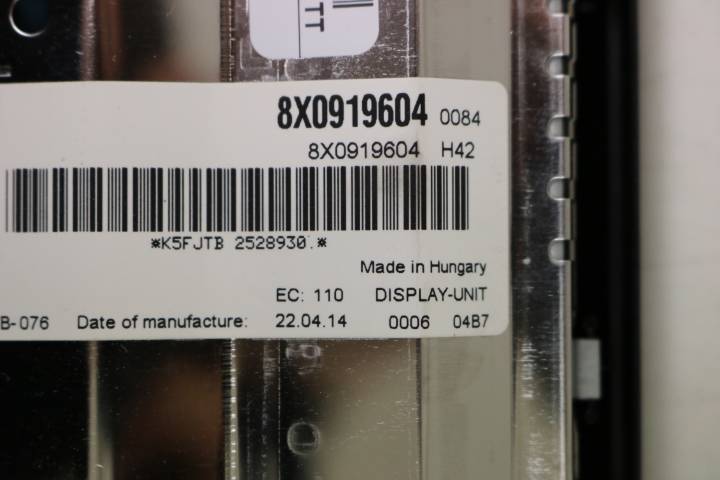 TT
8X0919604 0084
8X0919604 H42
*K5FJTB 2528930.*
Made in Hungary
EC: 110 DISPLAY-UNIT
B-076 Date of manufacture: 22.04.14 0006 04B7